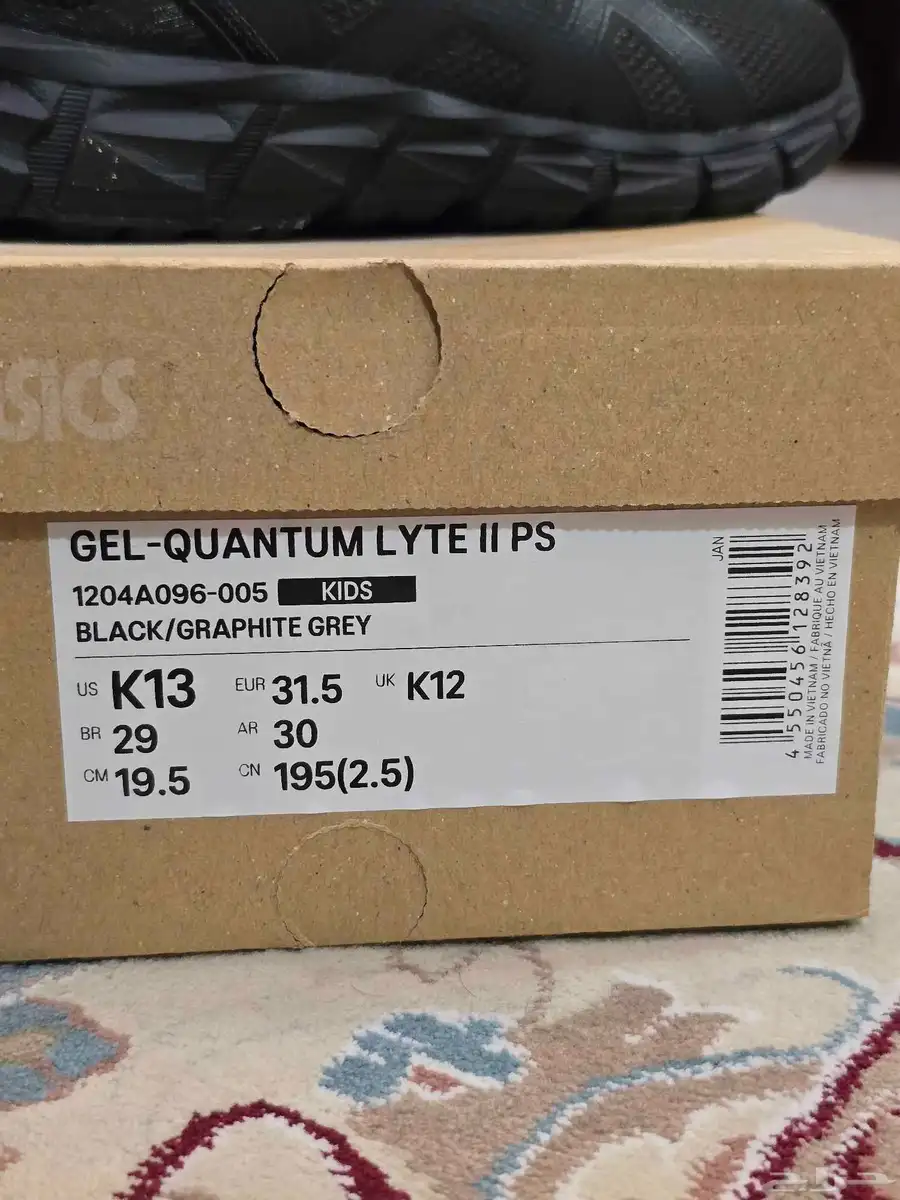 asics
GEL-QUANTUM LYTE II PS
1204A096-005 KIDS
BLACK/GRAPHITE GREY
US K13 EUR 31.5 UK K12
BR 29 AR 30
CM 19.5 CN 195(2.5)
JAN
4 550456 128392
MADE IN VIETNAM / FABRIQUE AU VIETNAM
FABRICADO NO VIETNÃ / HECHO EN VIETNAM
حراج